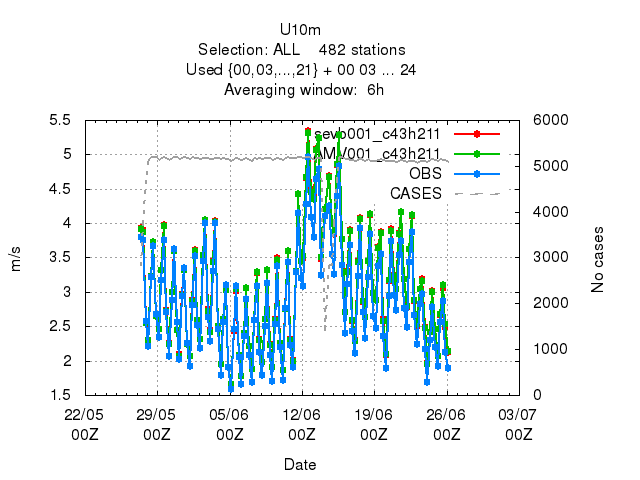 U10m
Selection: ALL 482 stations
Used {00,03,...,21} + 00 03 ... 24
Averaging window: 6h
5.5
5
4.5
4
3.5
3
2.5
2
1.5
m/s
6000
5000
4000
3000
2000
1000
0
No cases
sevp001_c43h211
AMV001_c43h211
OBS
CASES
22/05 29/05 05/06 12/06 19/06 26/06 03/07
00Z 00Z 00Z 00Z 00Z 00Z 00Z
Date